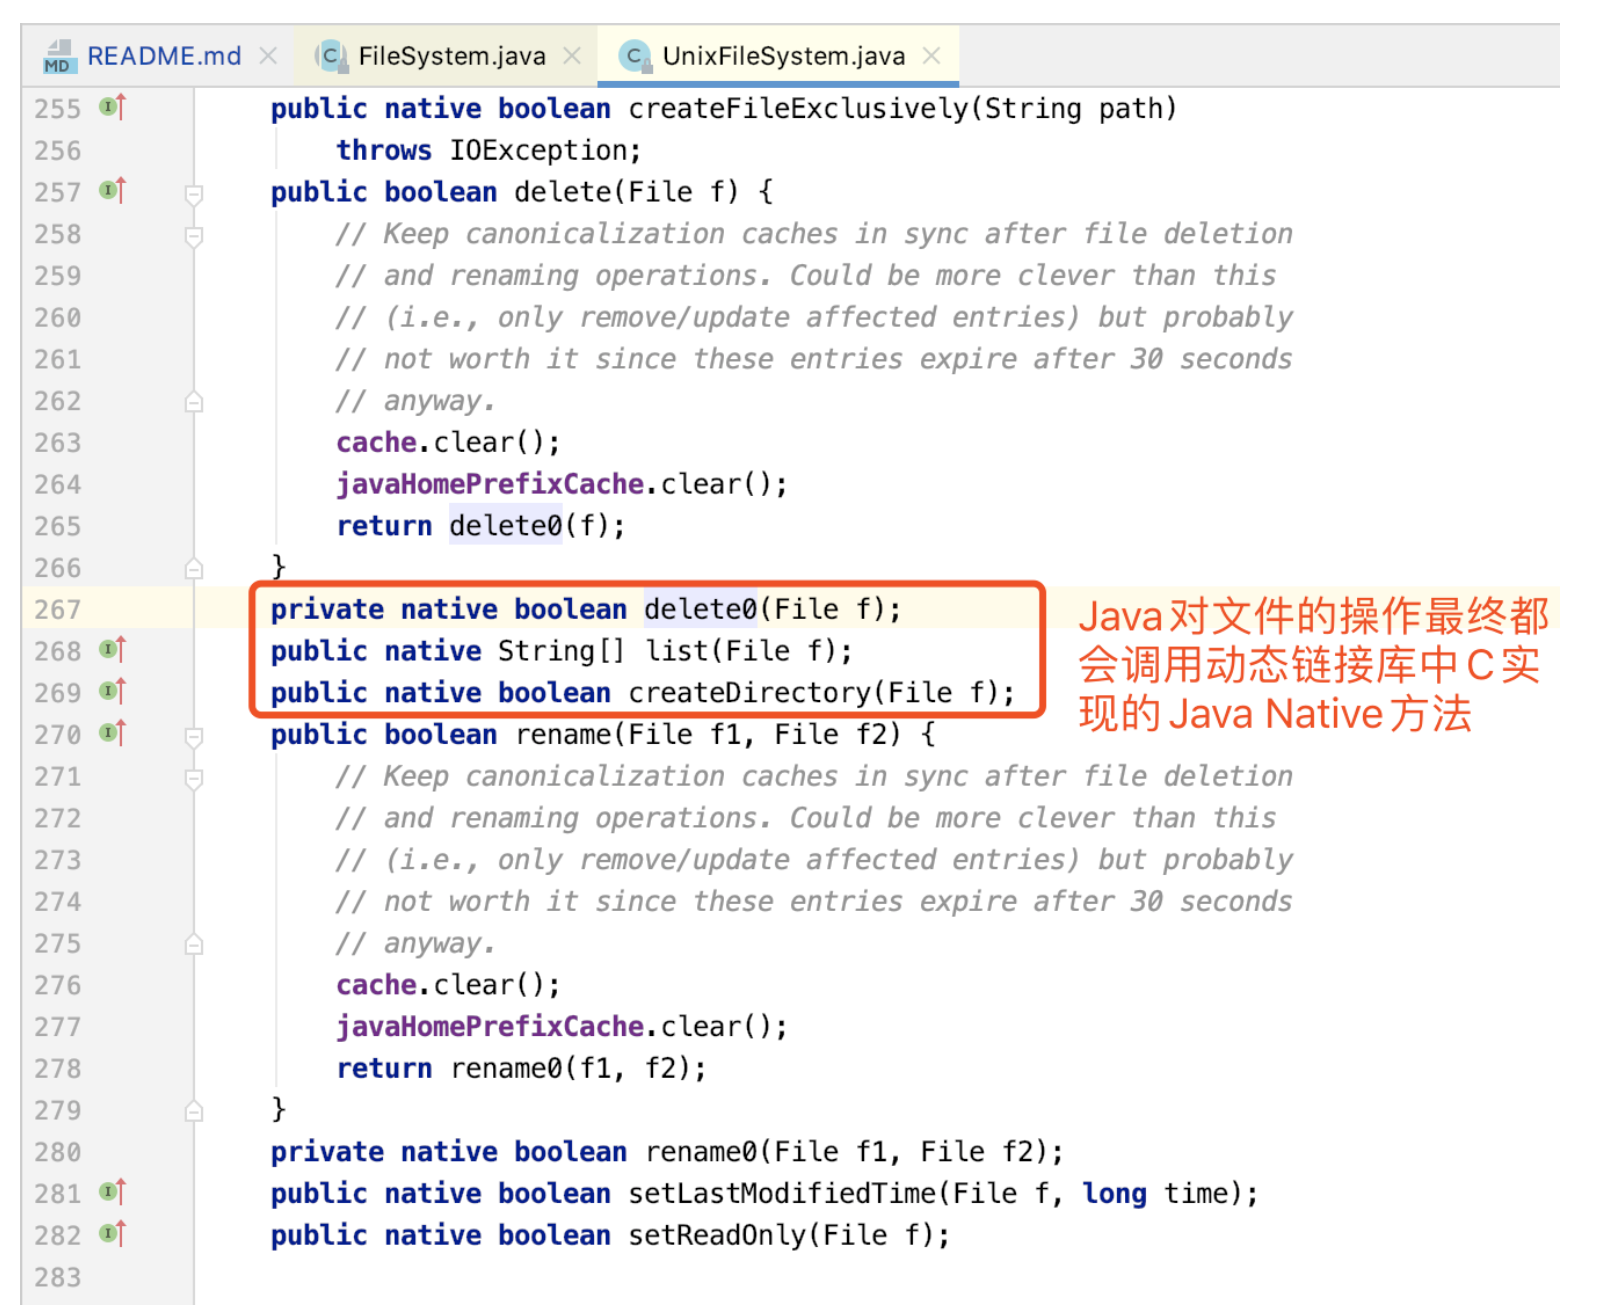 README.md FileSystem.java UnixFileSystem.java
255 public native boolean createFileExclusively(String path)
256 throws IOException;
257 public boolean delete(File f) {
258 // Keep canonicalization caches in sync after file deletion
259 // and renaming operations. Could be more clever than this
260 // (i.e., only remove/update affected entries) but probably
261 // not worth it since these entries expire after 30 seconds
262 // anyway.
263 cache.clear();
264 javaHomePrefixCache.clear();
265 return delete0(f);
266 }
267 private native boolean delete0(File f);
268 public native String[] list(File f);
269 public native boolean createDirectory(File f);
Java对文件的操作最终都
会调用动态链接库中C实
现的Java Native方法
270 public boolean rename(File f1, File f2) {
271 // Keep canonicalization caches in sync after file deletion
272 // and renaming operations. Could be more clever than this
273 // (i.e., only remove/update affected entries) but probably
274 // not worth it since these entries expire after 30 seconds
275 // anyway.
276 cache.clear();
277 javaHomePrefixCache.clear();
278 return rename0(f1, f2);
279 }
280 private native boolean rename0(File f1, File f2);
281 public native boolean setLastModifiedTime(File f, long time);
282 public native boolean setReadOnly(File f);
283